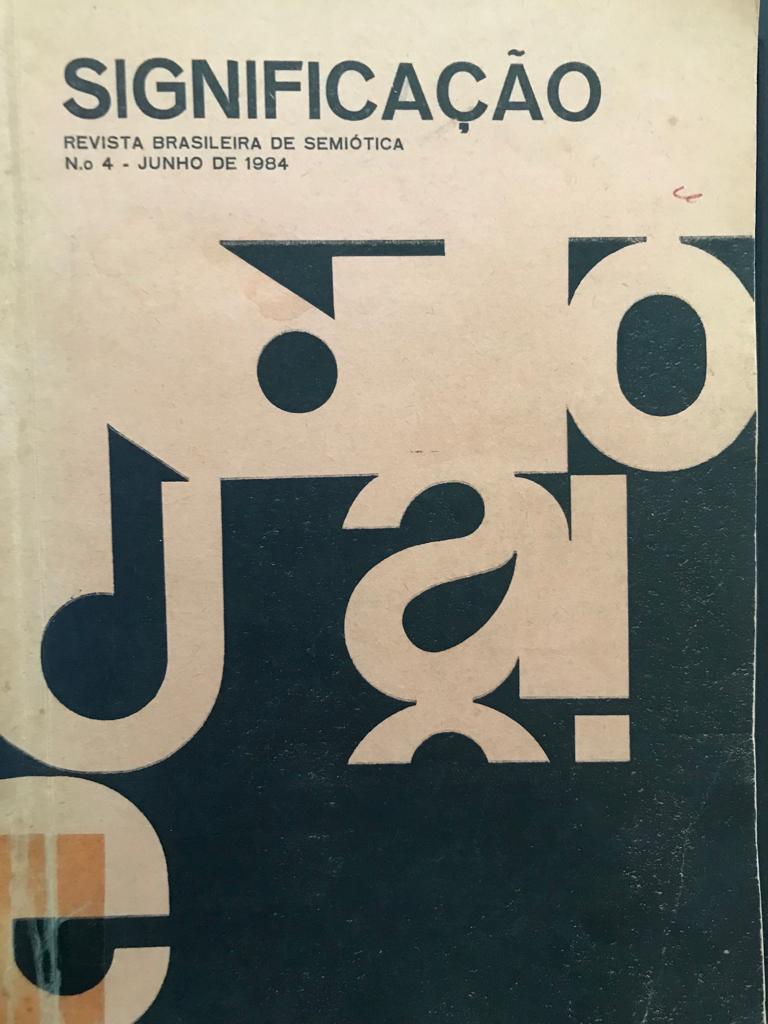 SIGNIFICAÇÃO
REVISTA BRASILEIRA DE SEMIÓTICA
N.o 4 - JUNHO DE 1984